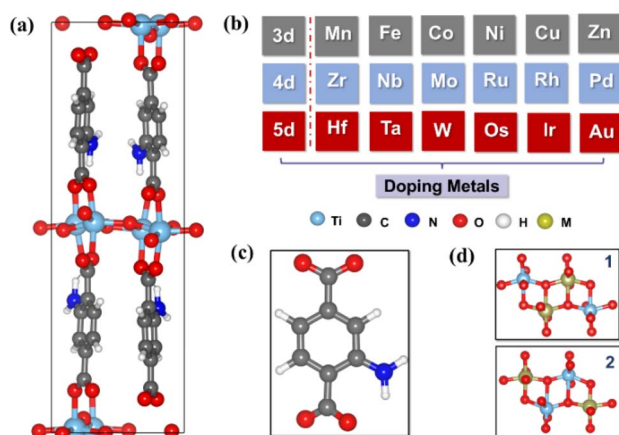 (a)
(b)
3d Mn Fe Co Ni Cu Zn
4d Zr Nb Mo Ru Rh Pd
5d Hf Ta W Os Ir Au
Doping Metals
Ti C N O H M
(c)
(d)
1
2